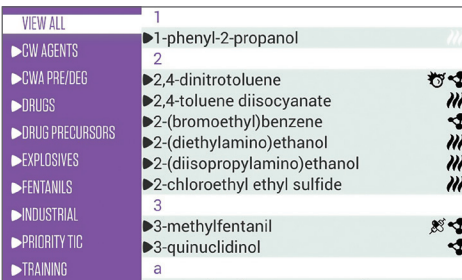 VIEW ALL
CW AGENTS
CWA PRE/DEG
DRUGS
DRUG PRECURSORS
EXPLOSIVES
FENTANILS
INDUSTRIAL
PRIORITY TIC
TRAINING
1
1-phenyl-2-propanol
2
2,4-dinitrotoluene
2,4-toluene diisocyanate
2-(bromoethyl)benzene
2-(diethylamino)ethanol
2-(diisopropylamino)ethanol
2-chloroethyl ethyl sulfide
3
3-methylfentanil
3-quinuclidinol
a